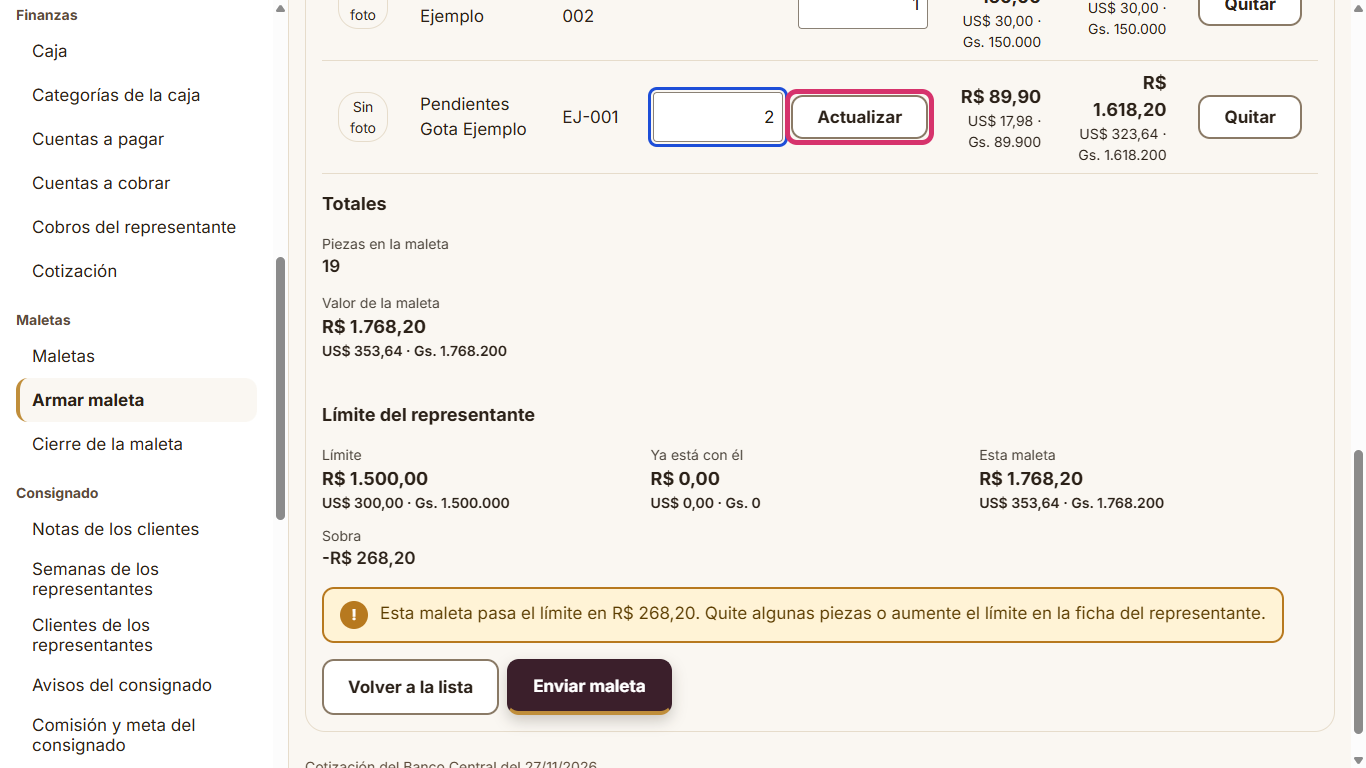 Finanzas
Caja
Categorías de la caja
Cuentas a pagar
Cuentas a cobrar
Cobros del representante
Cotización
Maletas
Maletas
Armar maleta
Cierre de la maleta
Consignado
Notas de los clientes
Semanas de los
representantes
Clientes de los
representantes
Avisos del consignado
Comisión y meta del
consignado
foto
Ejemplo
002
1
US$ 30,00 ·
Gs. 150.000
US$ 30,00 ·
Gs. 150.000
Quitar
Sin
foto
Pendientes
Gota Ejemplo
EJ-001
2
Actualizar
R$ 89,90
US$ 17,98 ·
Gs. 89.900
R$
1.618,20
US$ 323,64 ·
Gs. 1.618.200
Quitar
Totales
Piezas en la maleta
19
Valor de la maleta
R$ 1.768,20
US$ 353,64 · Gs. 1.768.200
Límite del representante
Límite
R$ 1.500,00
US$ 300,00 · Gs. 1.500.000
Ya está con él
R$ 0,00
US$ 0,00 · Gs. 0
Esta maleta
R$ 1.768,20
US$ 353,64 · Gs. 1.768.200
Sobra
-R$ 268,20
! Esta maleta pasa el límite en R$ 268,20. Quite algunas piezas o aumente el límite en la ficha del representante.
Volver a la lista
Enviar maleta
Cotización del Banco Central del 27/11/2026